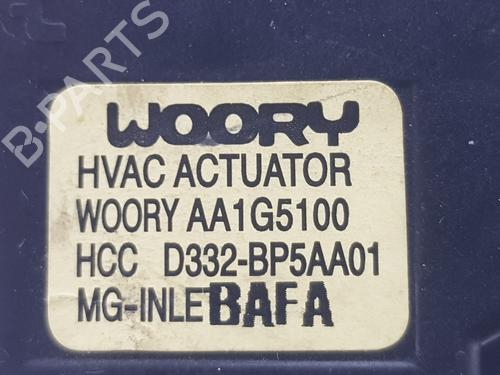 B-PARTS
WOORY
HVAC ACTUATOR
WOORY AA1G5100
HCC D332-BP5AA01
MG-INLET BAFA